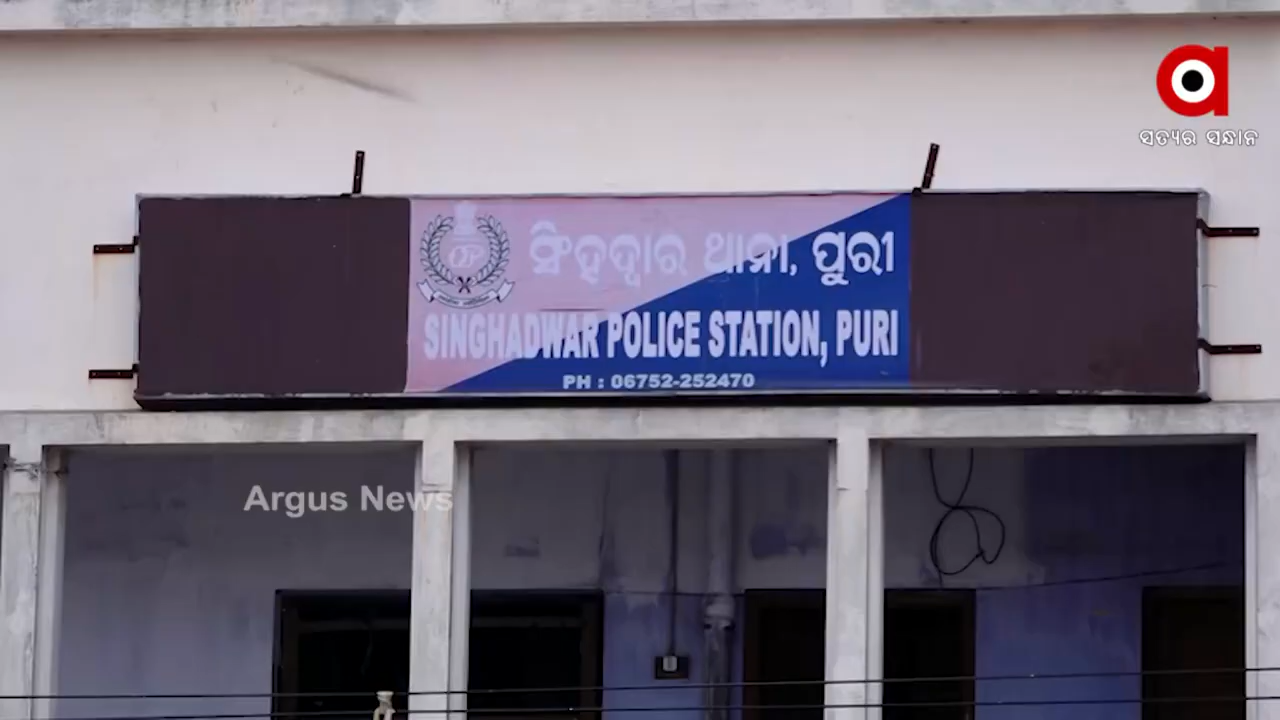 ସତ୍ୟର ସନ୍ଧାନ
ସିଂହଦ୍ୱାର ଥାନା, ପୁରୀ
SINGHADWAR POLICE STATION, PURI
PH : 06752-252470
Argus News